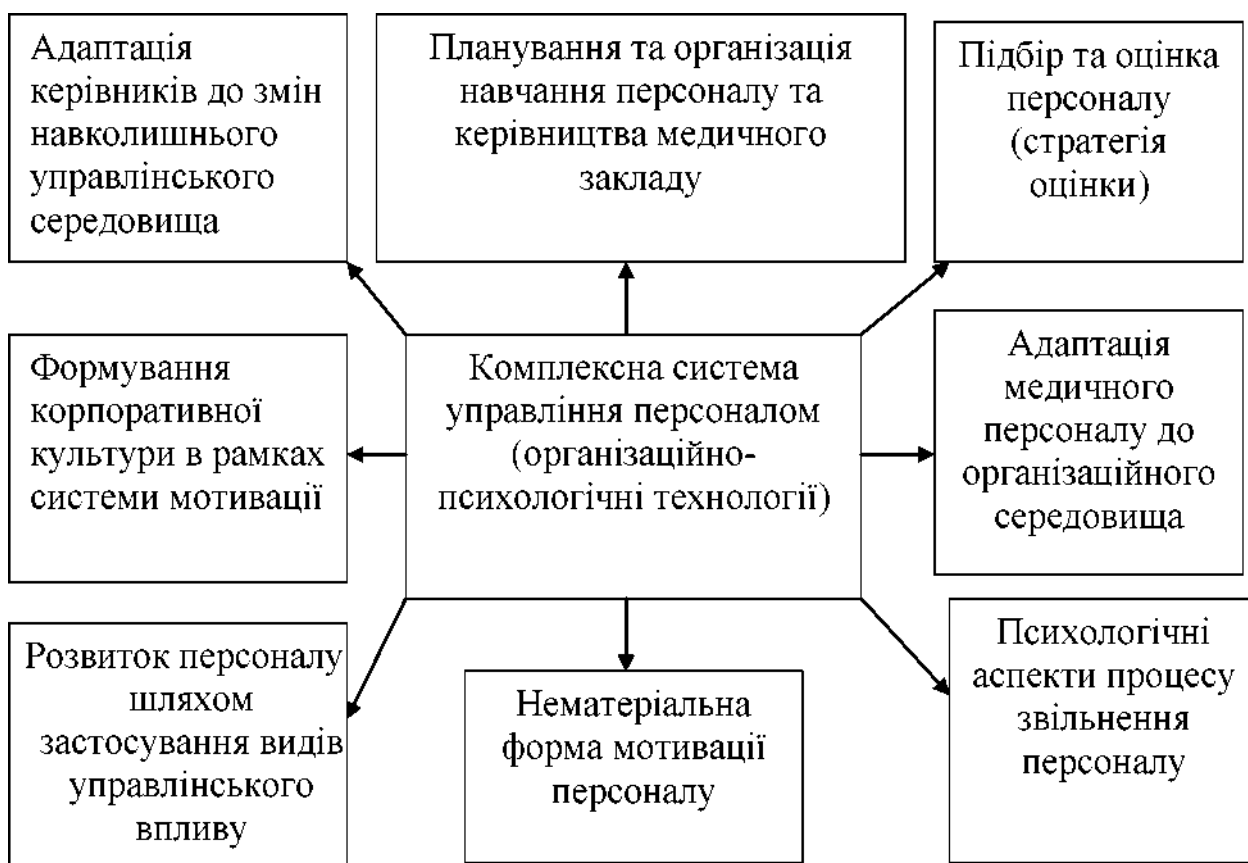 Адаптація
керівників до змін
навколишнього
управлінського
середовища
Планування та організація
навчання персоналу та
керівництва медичного
закладу
Підбір та оцінка
персоналу
(стратегія
оцінки)
Формування
корпоративної
культури в рамках
системи мотивації
Комплексна система
управління персоналом
(організаційно-
психологічні технології)
Адаптація
медичного
персоналу до
організаційного
середовища
Розвиток персоналу
шляхом
застосування видів
управлінського
впливу
Нематеріальна
форма мотивації
персоналу
Психологічні
аспекти процесу
звільнення
персоналу